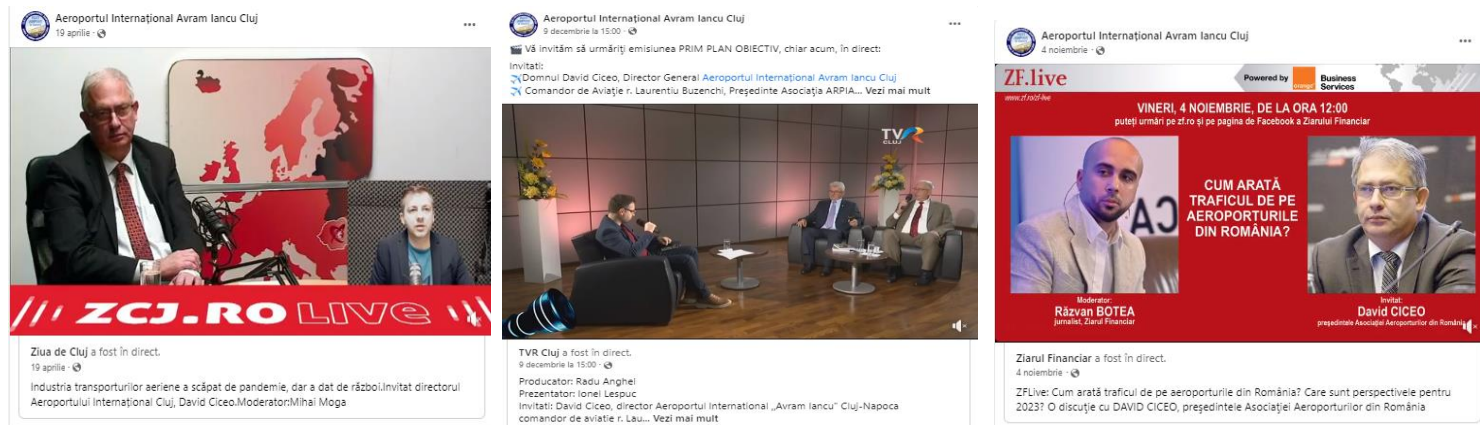 Aeroportul Internațional Avram Iancu Cluj
19 aprilie ·
ZCJ.RO LIVE
Ziua de Cluj a fost în direct.
19 aprilie ·
Industria transporturilor aeriene a scăpat de pandemie, dar a dat de război.Invitat directorul
Aeroportului Internațional Cluj, David Ciceo.Moderator:Mihai Moga
Aeroportul Internațional Avram Iancu Cluj
9 decembrie la 15:00 ·
Vă invităm să urmăriți emisiunea PRIM PLAN OBIECTIV, chiar acum, în direct:
Invitați:
Domnul David Ciceo, Director General Aeroportul Internațional Avram Iancu Cluj
Comandor de Aviație r. Laurentiu Buzenchi, Președinte Asociația ARPIA... Vezi mai mult
TVR
CLUJ
TVR Cluj a fost în direct.
9 decembrie la 15:00 ·
Producator: Radu Anghel
Prezentator: Ionel Lespuc
Invitati: David Ciceo, director Aeroportul International „Avram Iancu" Cluj-Napoca
comandor de aviatie r. Lau... Vezi mai mult
Aeroportul Internațional Avram Iancu Cluj
4 noiembrie ·
ZF.live
www.zf.ro/zf-live
Powered by
orange
Business
Services
VINERI, 4 NOIEMBRIE, DE LA ORA 12:00
puteți urmări pe zf.ro și pe pagina de Facebook a Ziarului Financiar
CUM ARATĂ
TRAFICUL DE PE
AEROPORTURILE
DIN ROMÂNIA?
Moderator:
Răzvan BOTEA
jurnalist, Ziarul Financiar
Invitat:
David CICEO
președintele Asociației Aeroporturilor din România
Ziarul Financiar a fost în direct.
4 noiembrie ·
ZFLive: Cum arată traficul de pe aeroporturile din România? Care sunt perspectivele pentru
2023? O discuție cu DAVID CICEO, președintele Asociației Aeroporturilor din România